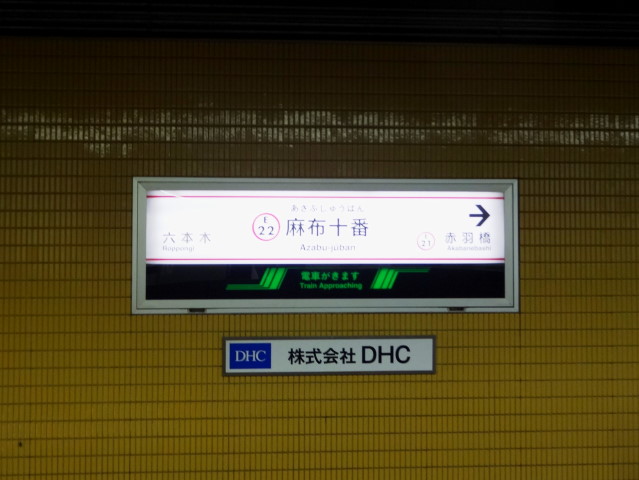 あざぶじゅうばん
E
22
麻布十番
Azabu-juban
六本木
Roppongi
E
21
赤羽橋
Akabanebashi
電車がきます
Train Approaching
DHC 株式会社 DHC